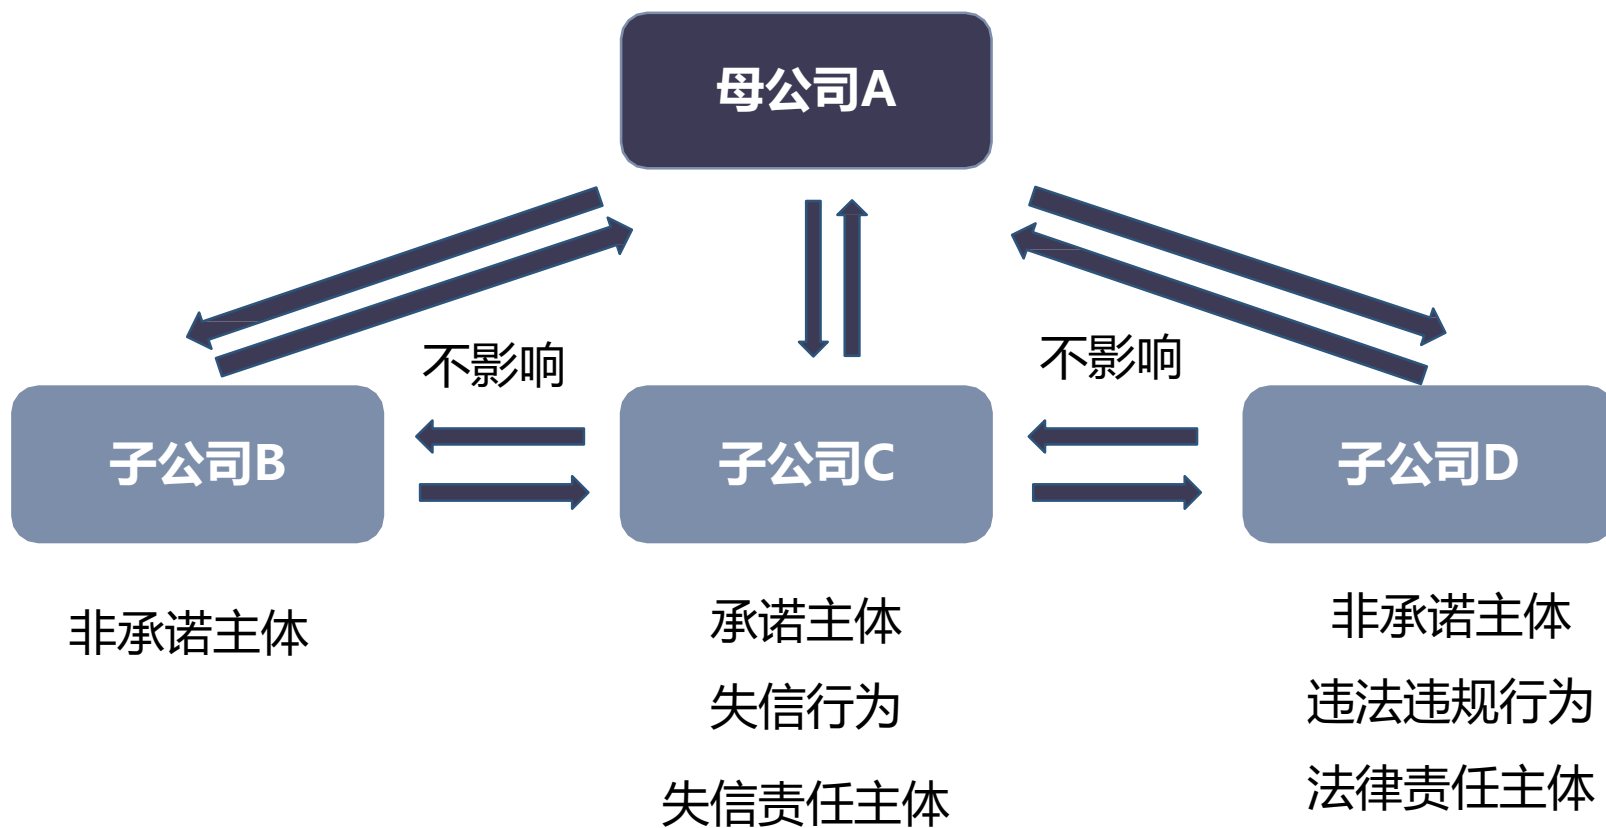 母公司A
不影响
不影响
子公司B
子公司C
子公司D
非承诺主体
承诺主体
失信行为
失信责任主体
非承诺主体
违法违规行为
法律责任主体